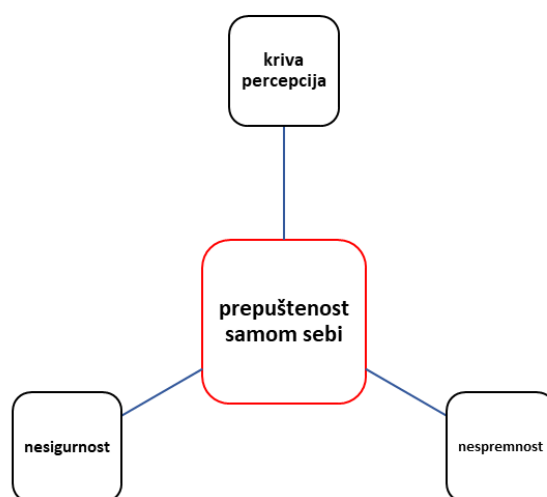 kriva
percepcija
prepuštenost
samom sebi
nesigurnost
nespremnost